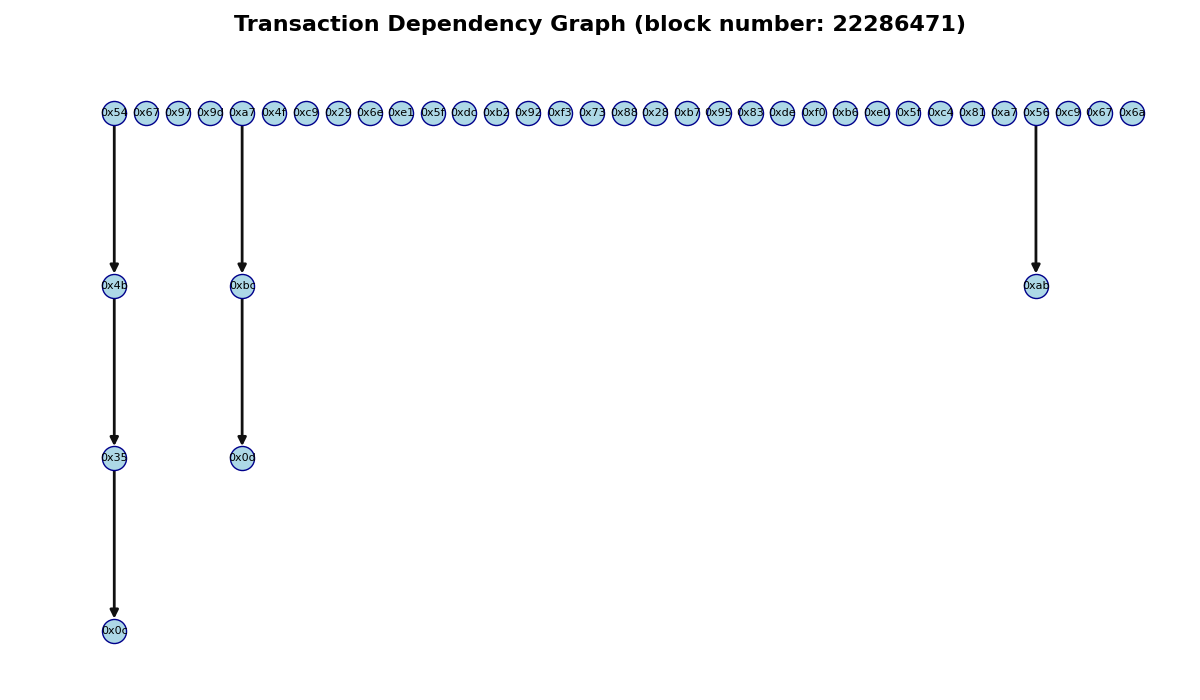 Transaction Dependency Graph (block number: 22286471)
0x54 0x67 0x97 0x9d 0xa7 0x4f 0xc9 0x29 0x6e 0xe1 0x5f 0xdc 0xb2 0x92 0xf3 0x73 0x88 0x28 0xb7 0x95 0x83 0xde 0xf0 0xb6 0xe0 0x5f 0xc4 0x81 0xa7 0x56 0xc9 0x67 0x6a
0x4b 0xbc 0xab
0x35 0x0d
0x0c